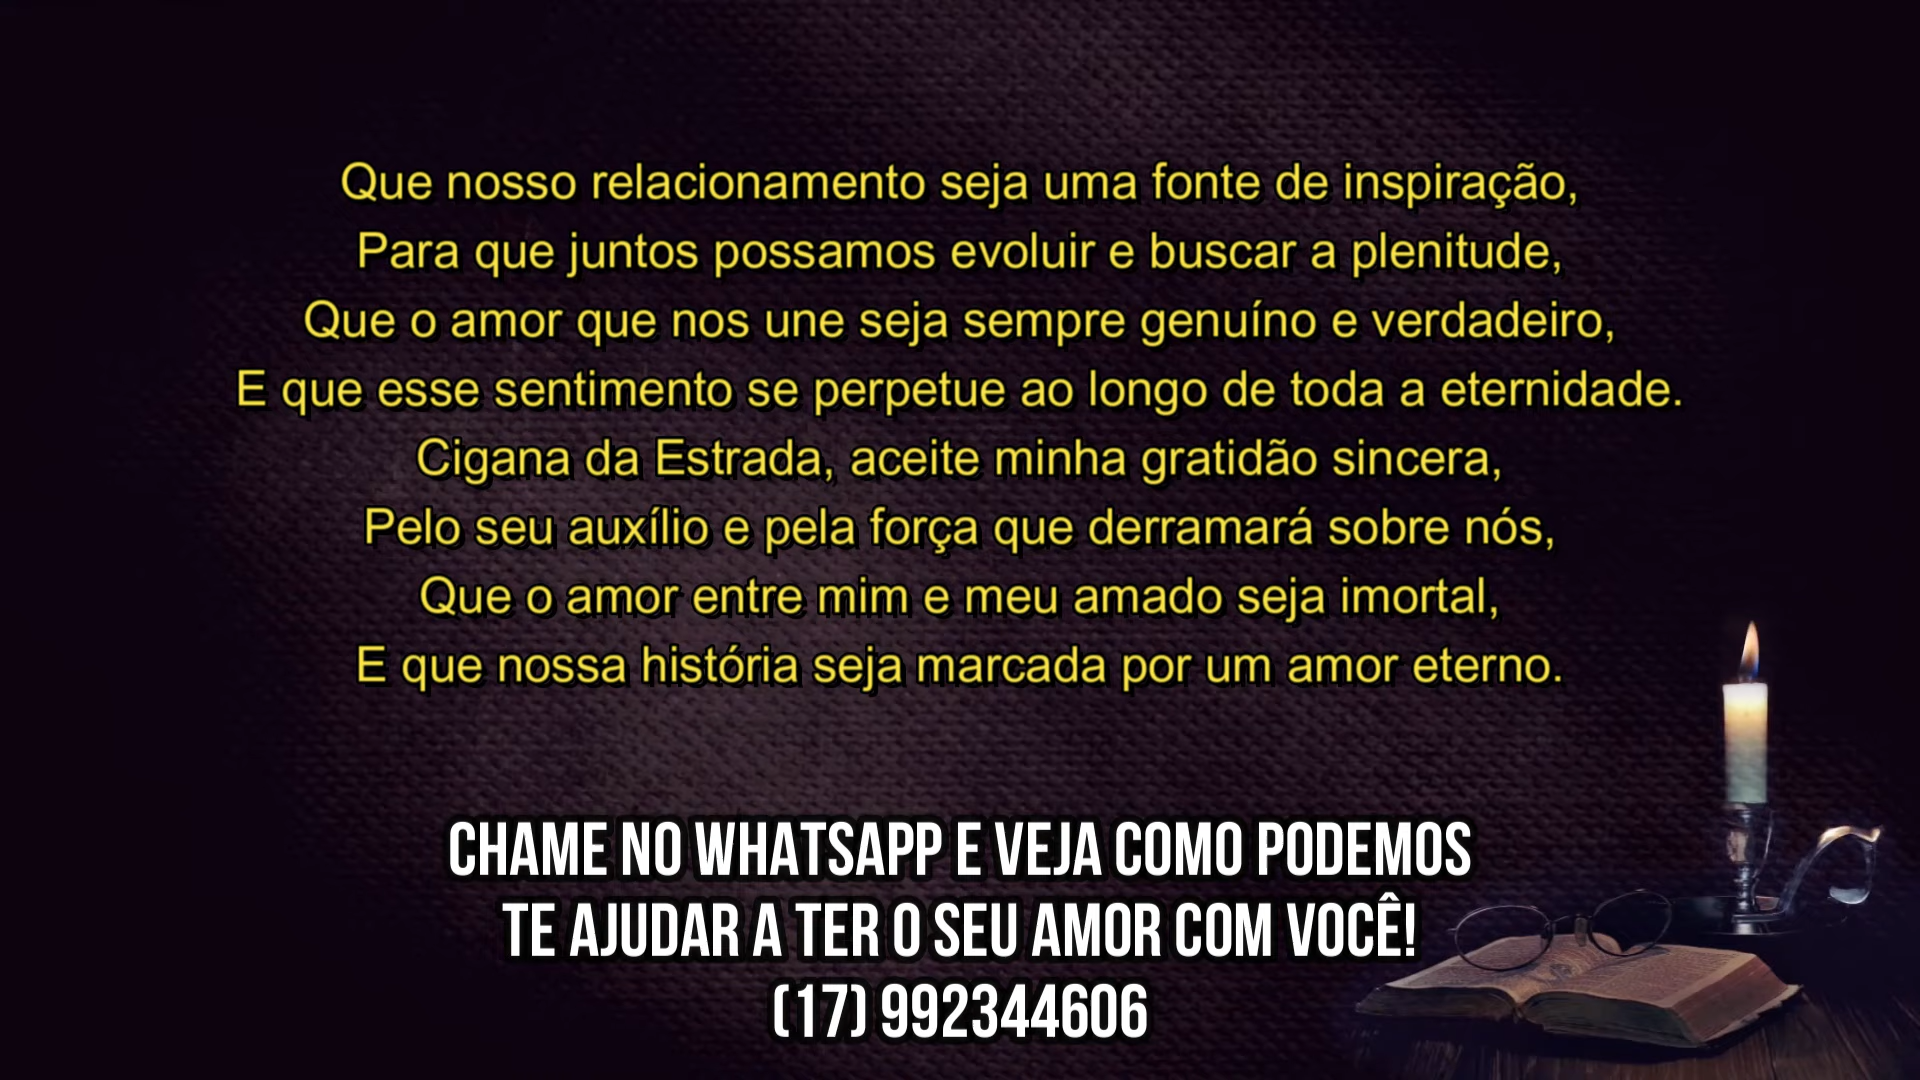 Que nosso relacionamento seja uma fonte de inspiração,
Para que juntos possamos evoluir e buscar a plenitude,
Que o amor que nos une seja sempre genuíno e verdadeiro,
E que esse sentimento se perpetue ao longo de toda a eternidade.
Cigana da Estrada, aceite minha gratidão sincera,
Pelo seu auxílio e pela força que derramará sobre nós,
Que o amor entre mim e meu amado seja imortal,
E que nossa história seja marcada por um amor eterno.
CHAME NO WHATSAPP E VEJA COMO PODEMOS
TE AJUDAR A TER O SEU AMOR COM VOCÊ!
(17) 992344606